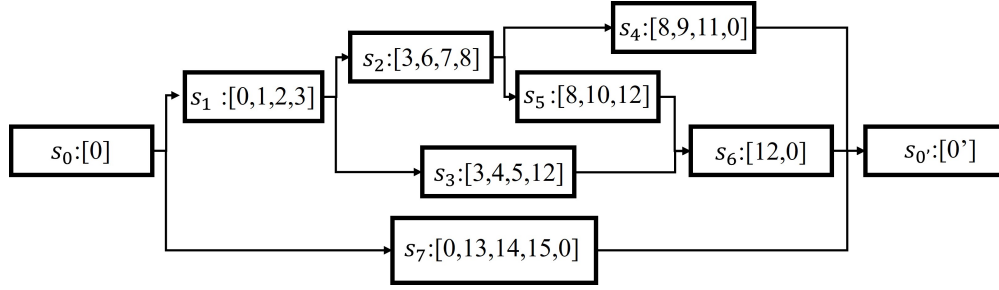 s₄:[8,9,11,0]
s₂:[3,6,7,8]
s₁ :[0,1,2,3]
s₅:[8,10,12]
s₀:[0]
s₆:[12,0]
s₀':[0’]
s₃:[3,4,5,12]
s₇:[0,13,14,15,0]